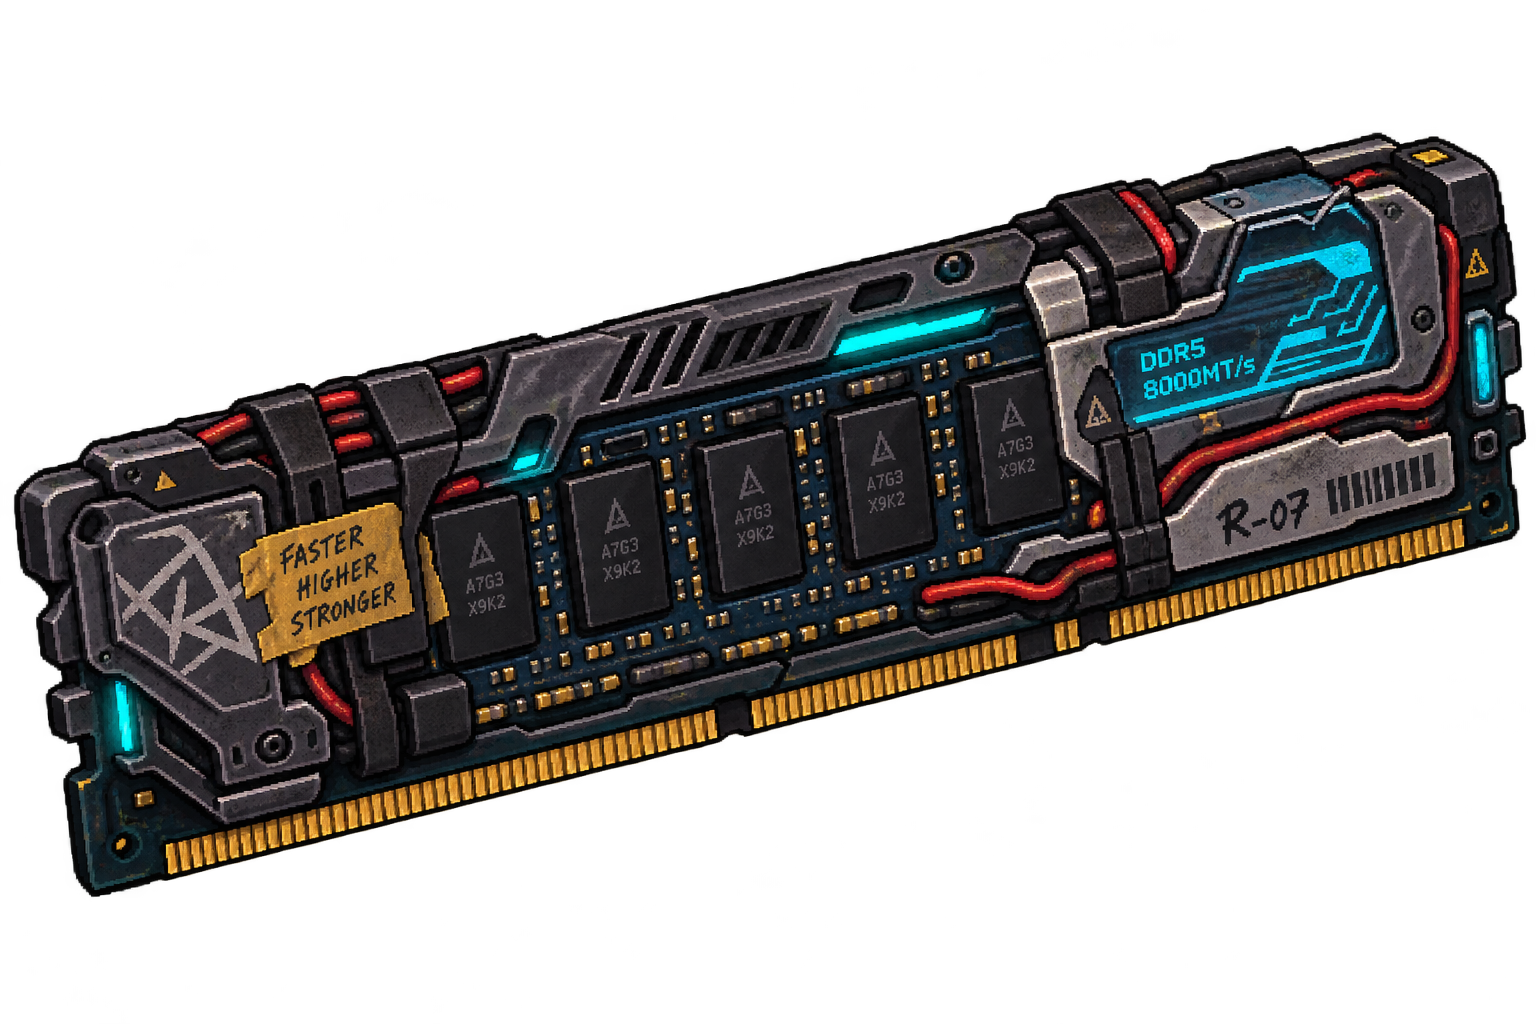 FASTER
HIGHER
STRONGER
A7G3
X9K2
A7G3
X9K2
A7G3
X9K2
A7G3
X9K2
A7G3
X9K2
DDR5
8000MT/s
R-07